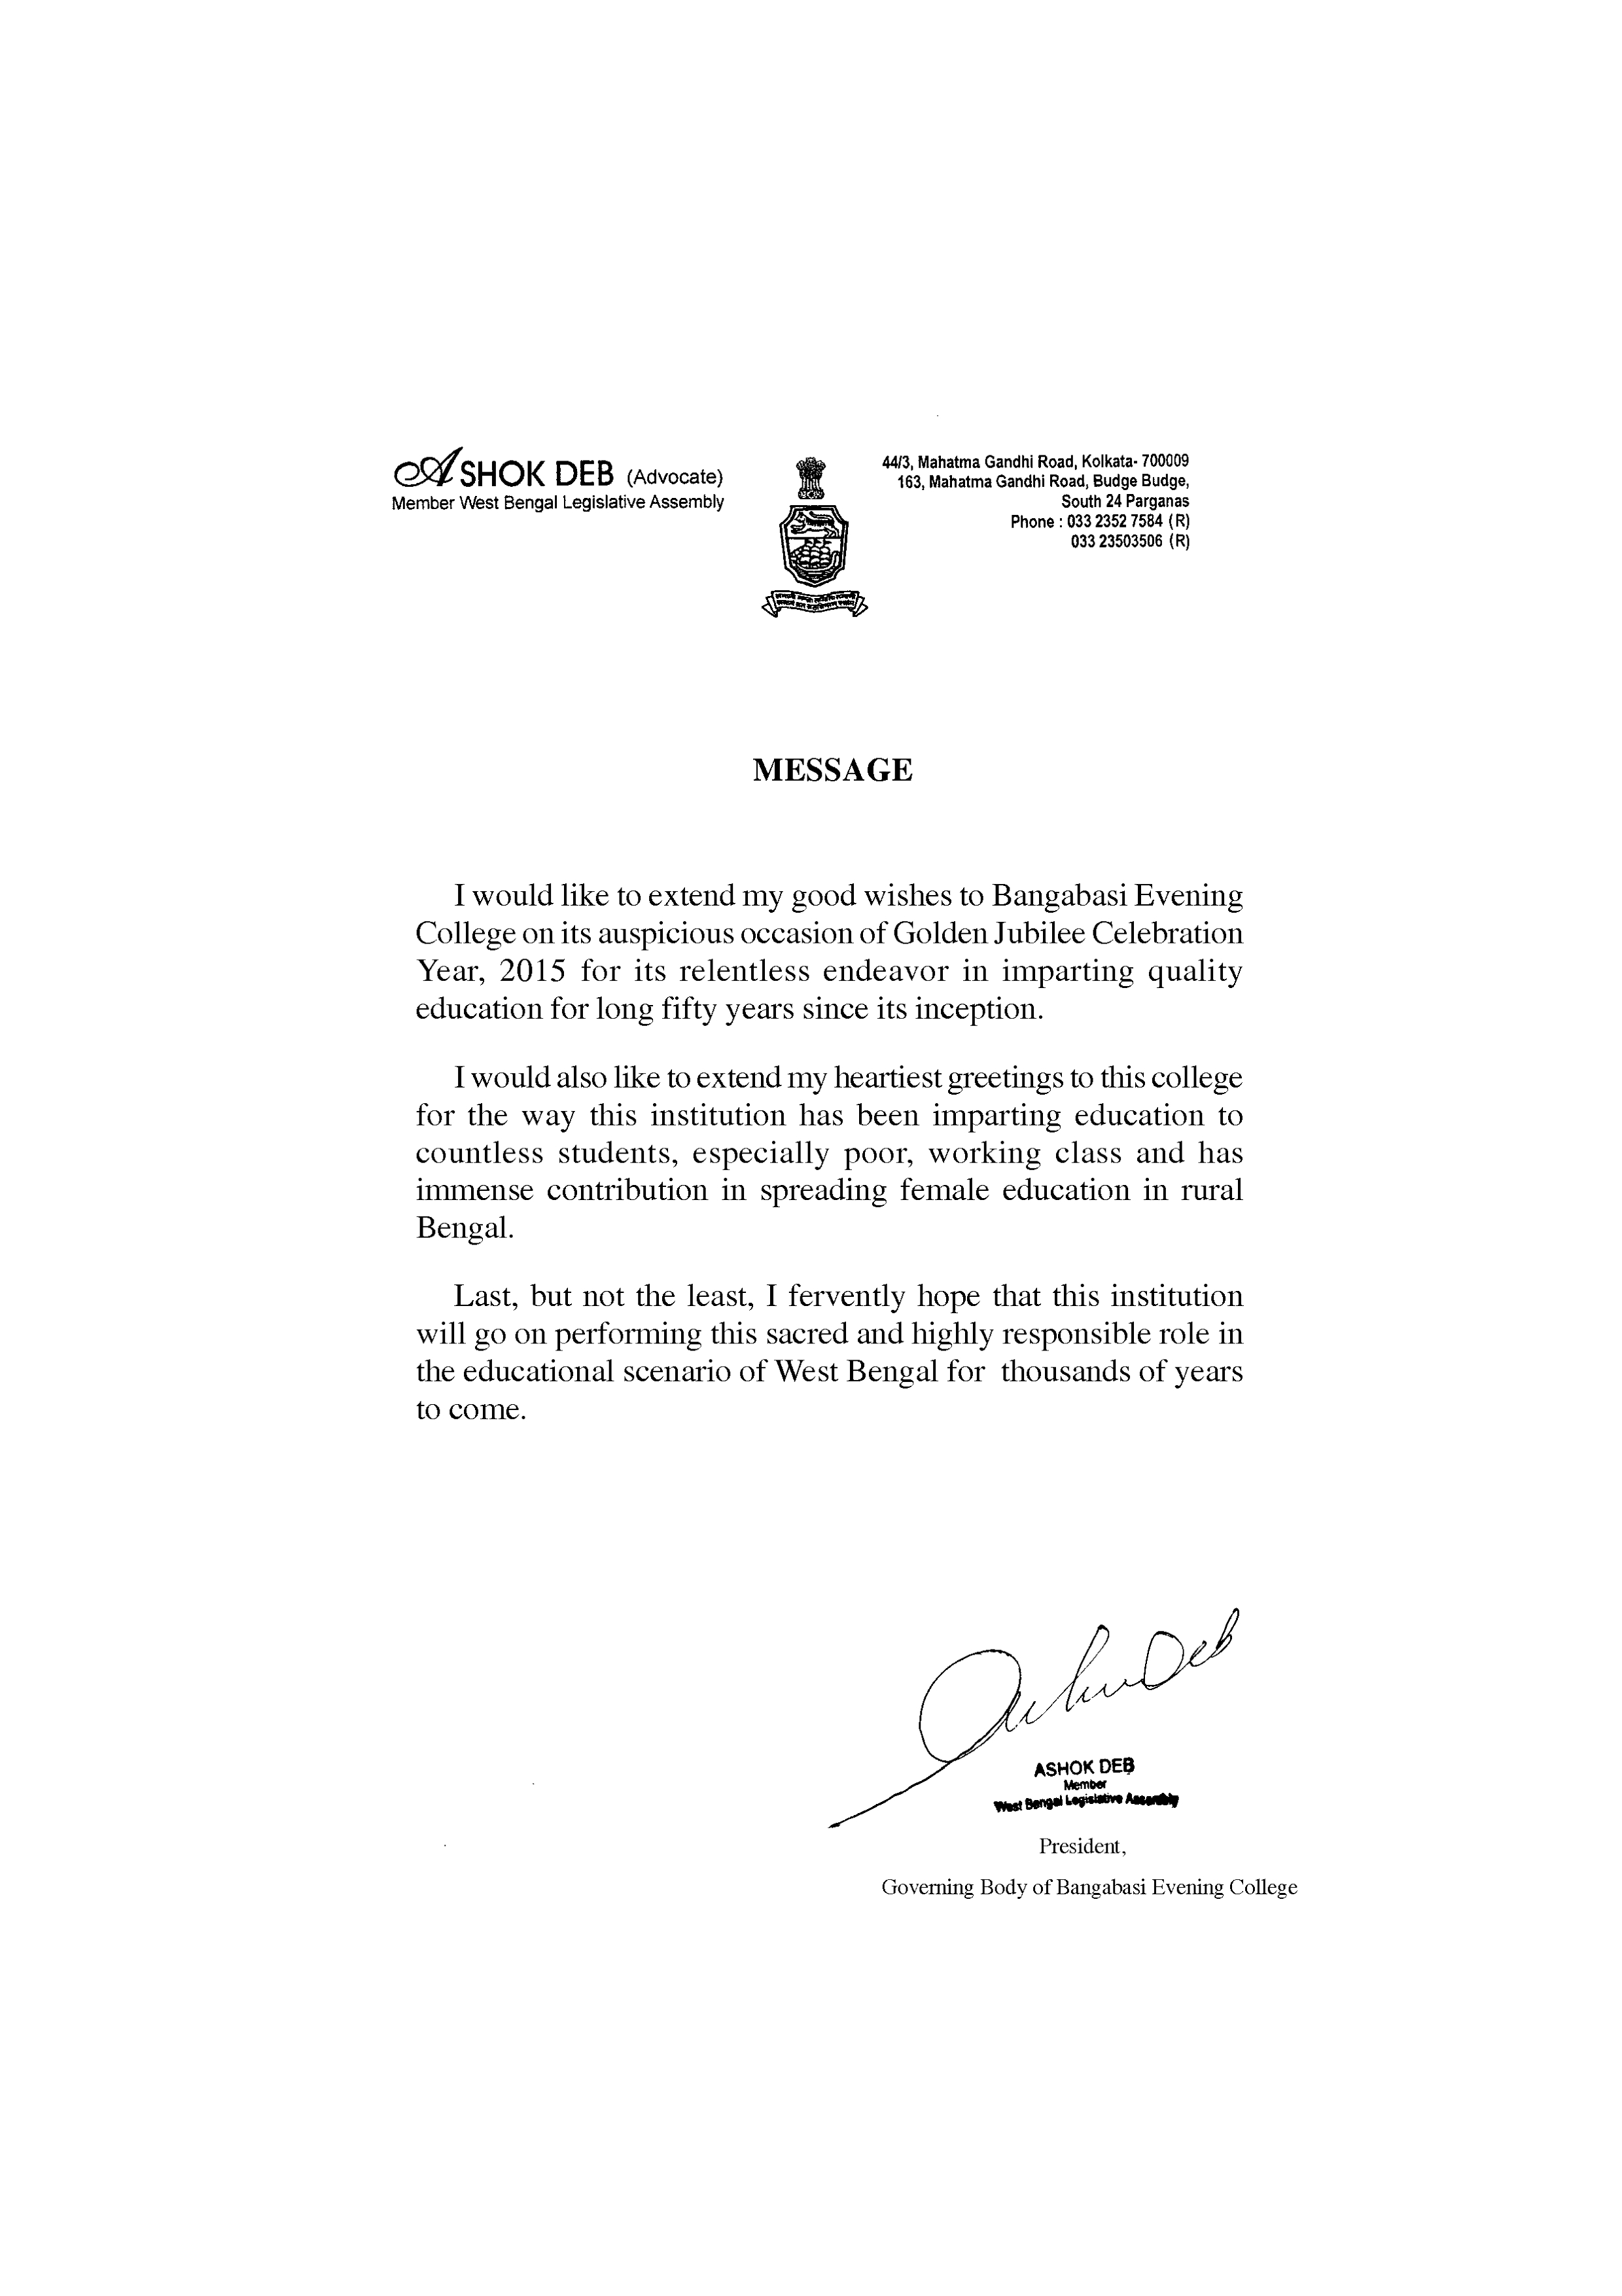 ASHOK DEB (Advocate)
Member West Bengal Legislative Assembly
44/3, Mahatma Gandhi Road, Kolkata- 700009
163, Mahatma Gandhi Road, Budge Budge,
South 24 Parganas
Phone : 033 2352 7584 (R)
033 23503506 (R)
MESSAGE
I would like to extend my good wishes to Bangabasi Evening
College on its auspicious occasion of Golden Jubilee Celebration
Year, 2015 for its relentless endeavor in imparting quality
education for long fifty years since its inception.
I would also like to extend my heartiest greetings to this college
for the way this institution has been imparting education to
countless students, especially poor, working class and has
immense contribution in spreading female education in rural
Bengal.
Last, but not the least, I fervently hope that this institution
will go on performing this sacred and highly responsible role in
the educational scenario of West Bengal for thousands of years
to come.
Deb
ASHOK DEB
Member
West Bengal Legislative Assembly
President,
Governing Body of Bangabasi Evening College